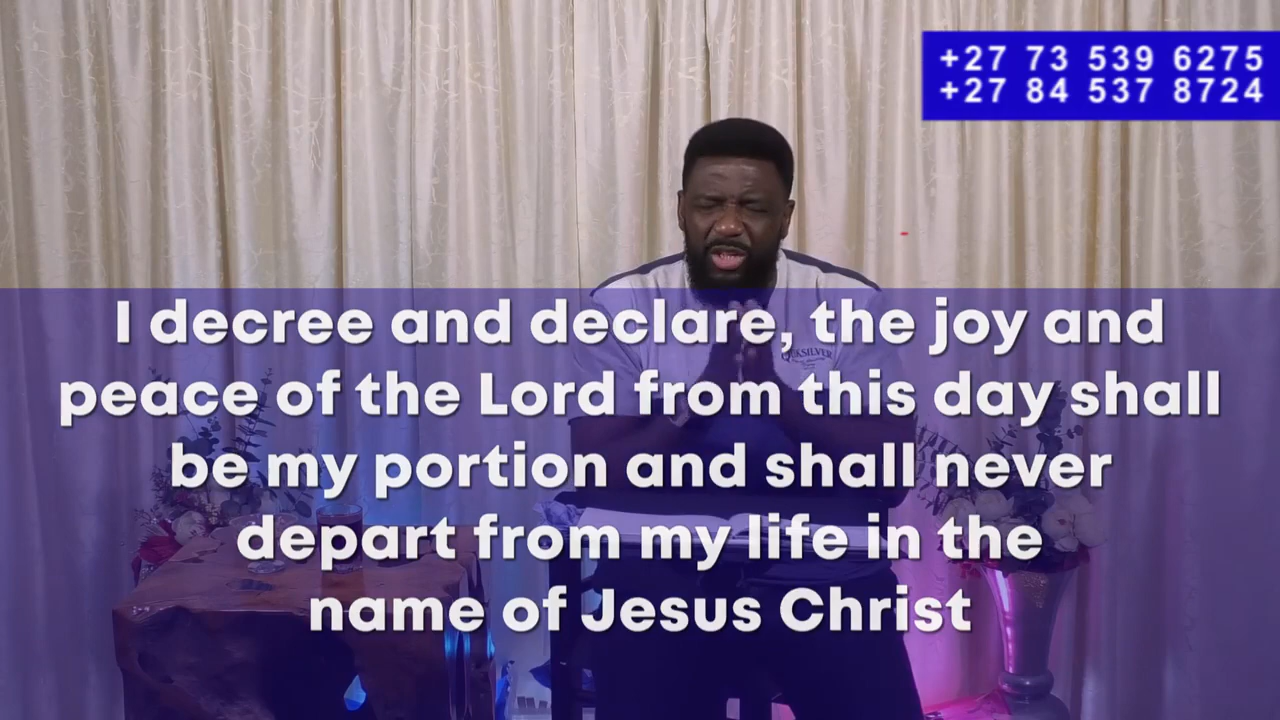 +27 73 539 6275
+27 84 537 8724
I decree and declare, the joy and
peace of the Lord from this day shall
be my portion and shall never
depart from my life in the
name of Jesus Christ